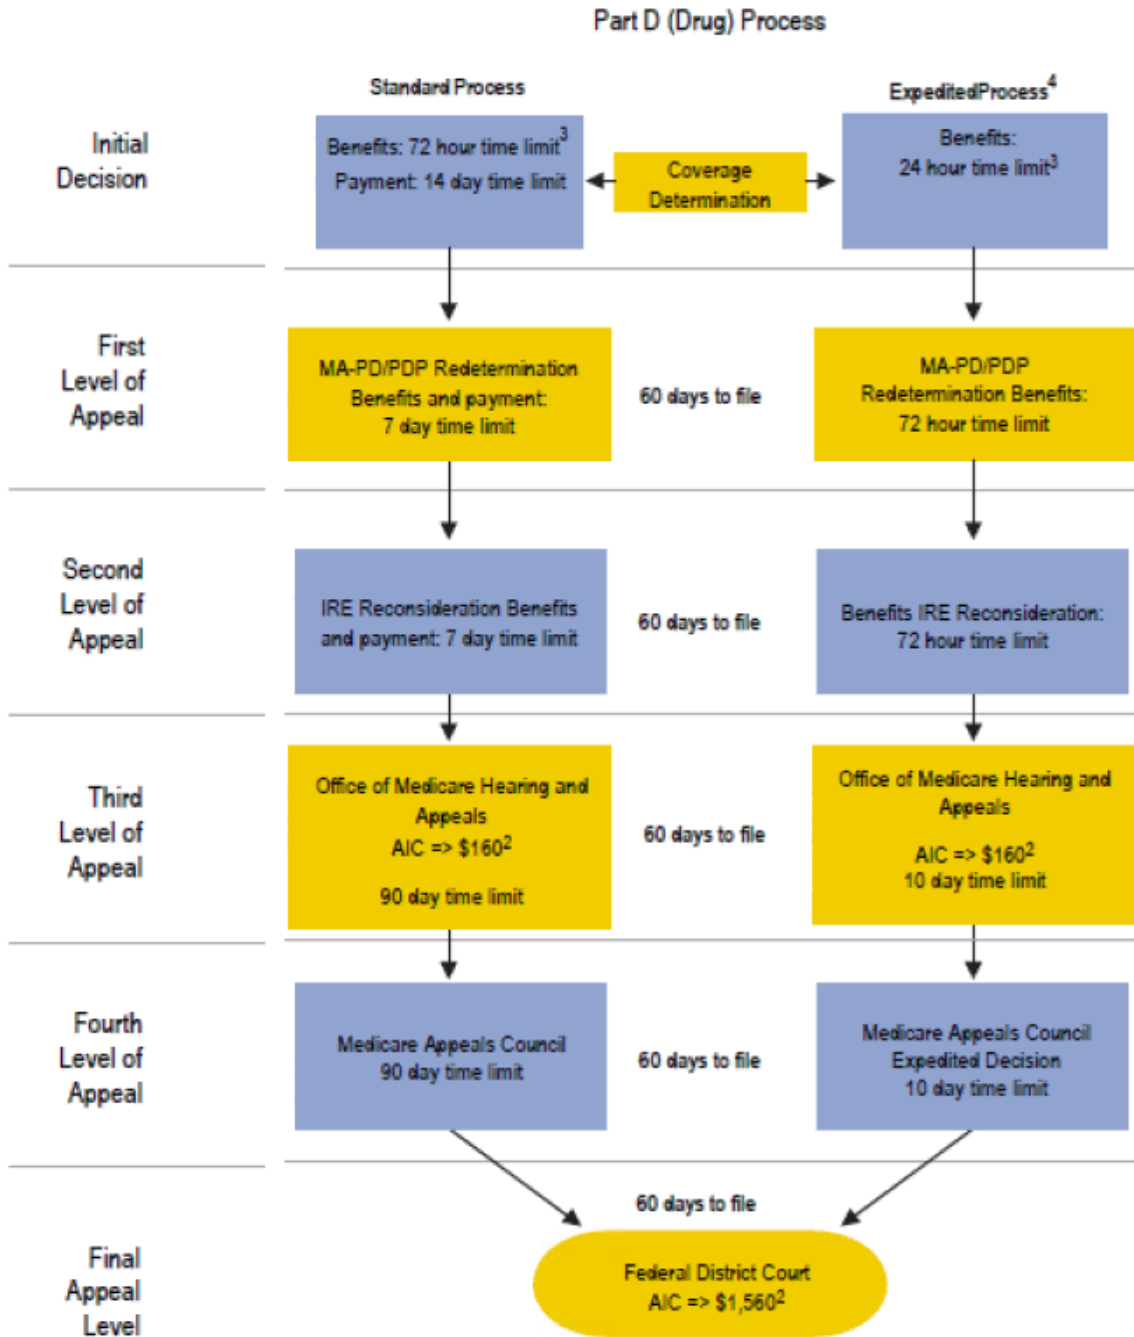 Part D (Drug) Process
Standard Process
ExpeditedProcess4
Initial
Decision
Benefits: 72 hour time limit3
Payment: 14 day time limit
Coverage
Determination
Benefits:
24 hour time limit3
First
Level of
Appeal
MA-PD/PDP Redetermination
Benefits and payment:
7 day time limit
60 days to file
MA-PD/PDP
Redetermination Benefits:
72 hour time limit
Second
Level of
Appeal
IRE Reconsideration Benefits
and payment: 7 day time limit
60 days to file
Benefits IRE Reconsideration:
72 hour time limit
Third
Level of
Appeal
Office of Medicare Hearing and
Appeals
AIC => $1602
90 day time limit
60 days to file
Office of Medicare Hearing and
Appeals
AIC => $1602
10 day time limit
Fourth
Level of
Appeal
Medicare Appeals Council
90 day time limit
60 days to file
Medicare Appeals Council
Expedited Decision
10 day time limit
Final
Appeal
Level
60 days to file
Federal District Court
AIC => $1,5602